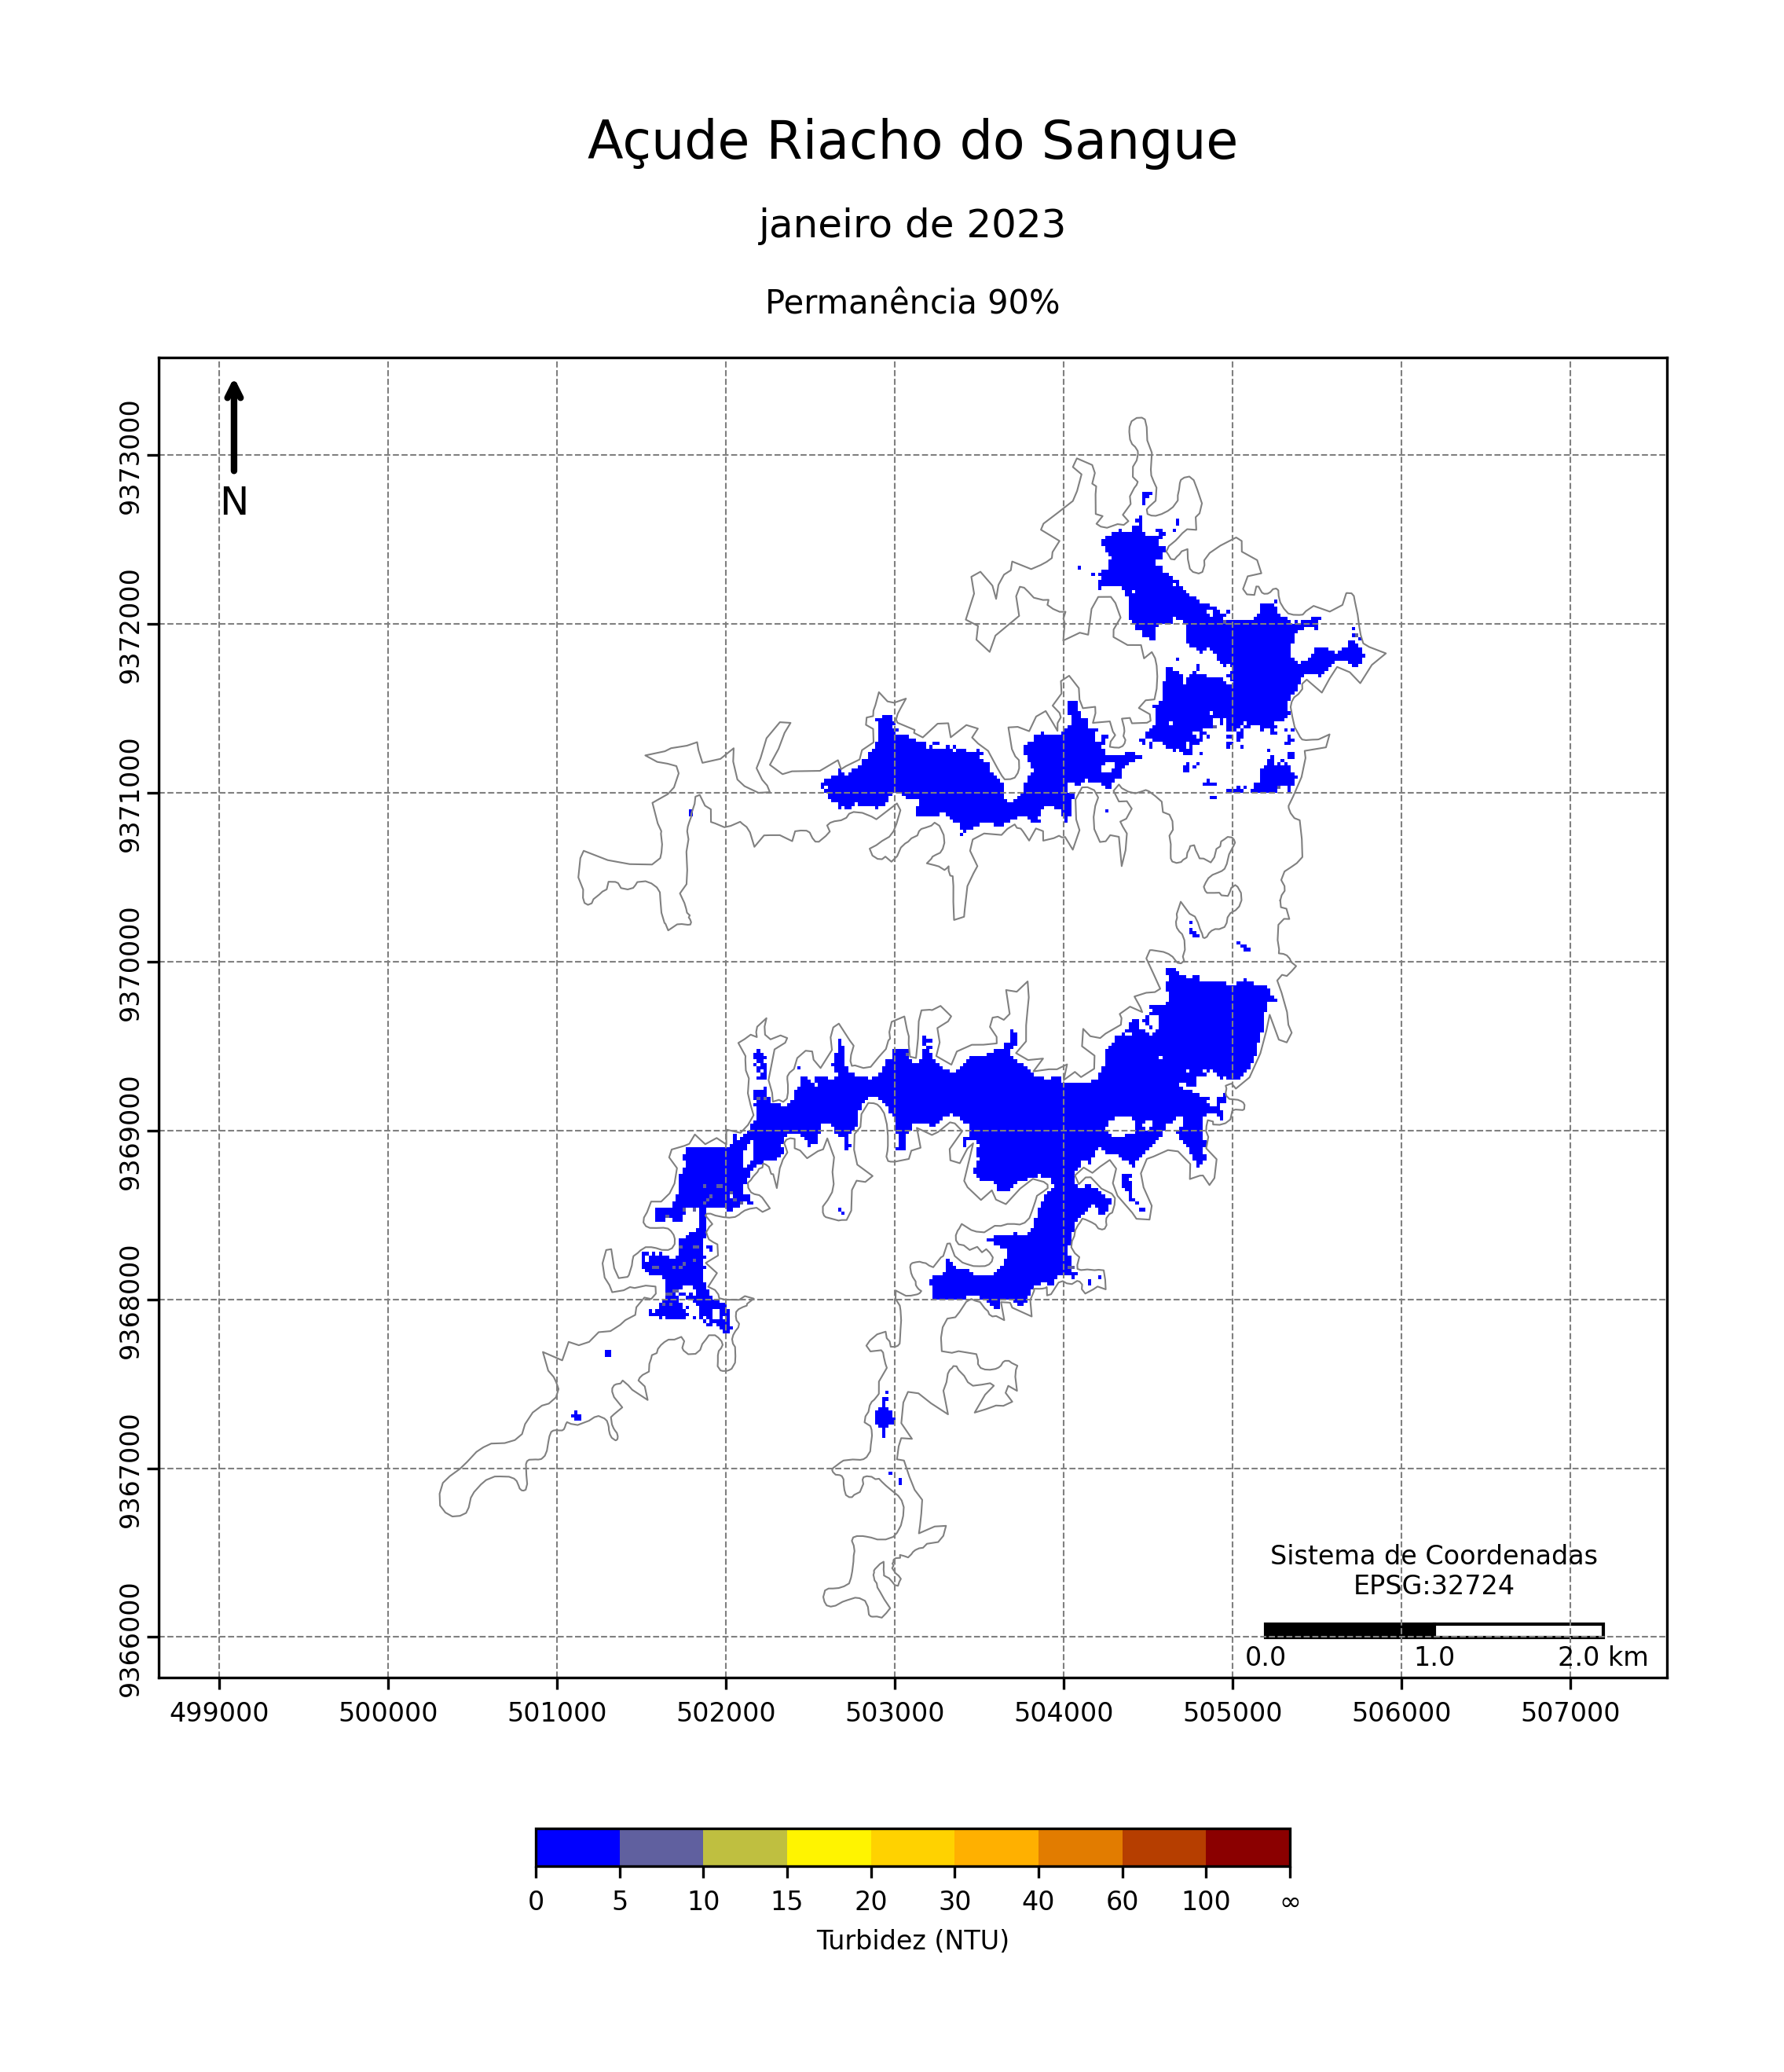 Açude Riacho do Sangue
janeiro de 2023
Permanência 90%
N
9373000
9372000
9371000
9370000
9369000
9368000
9367000
9366000
Sistema de Coordenadas
EPSG:32724
0.0 1.0 2.0 km
499000 500000 501000 502000 503000 504000 505000 506000 507000
0 5 10 15 20 30 40 60 100 ∞
Turbidez (NTU)